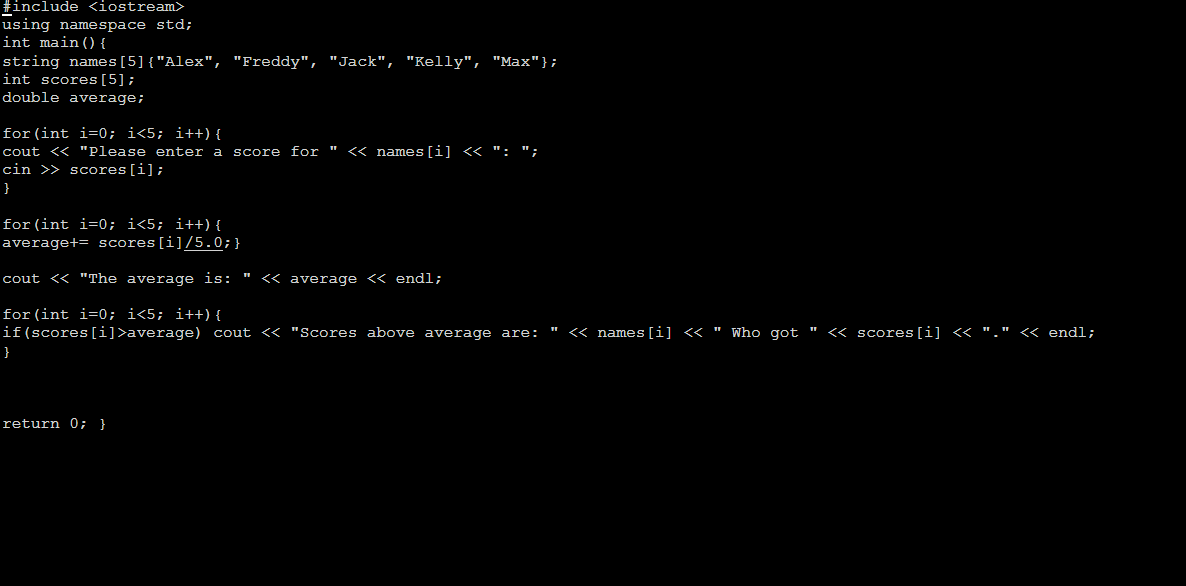 #include <iostream>
using namespace std;
int main(){
string names[5]{"Alex", "Freddy", "Jack", "Kelly", "Max"};
int scores[5];
double average;
for(int i=0; i<5; i++){
cout << "Please enter a score for " << names[i] << ": ";
cin >> scores[i];
}
for(int i=0; i<5; i++){
average+= scores[i]/5.0;}
cout << "The average is: " << average << endl;
for(int i=0; i<5; i++){
if(scores[i]>average) cout << "Scores above average are: " << names[i] << " Who got " << scores[i] << "." << endl;
}
return 0; }